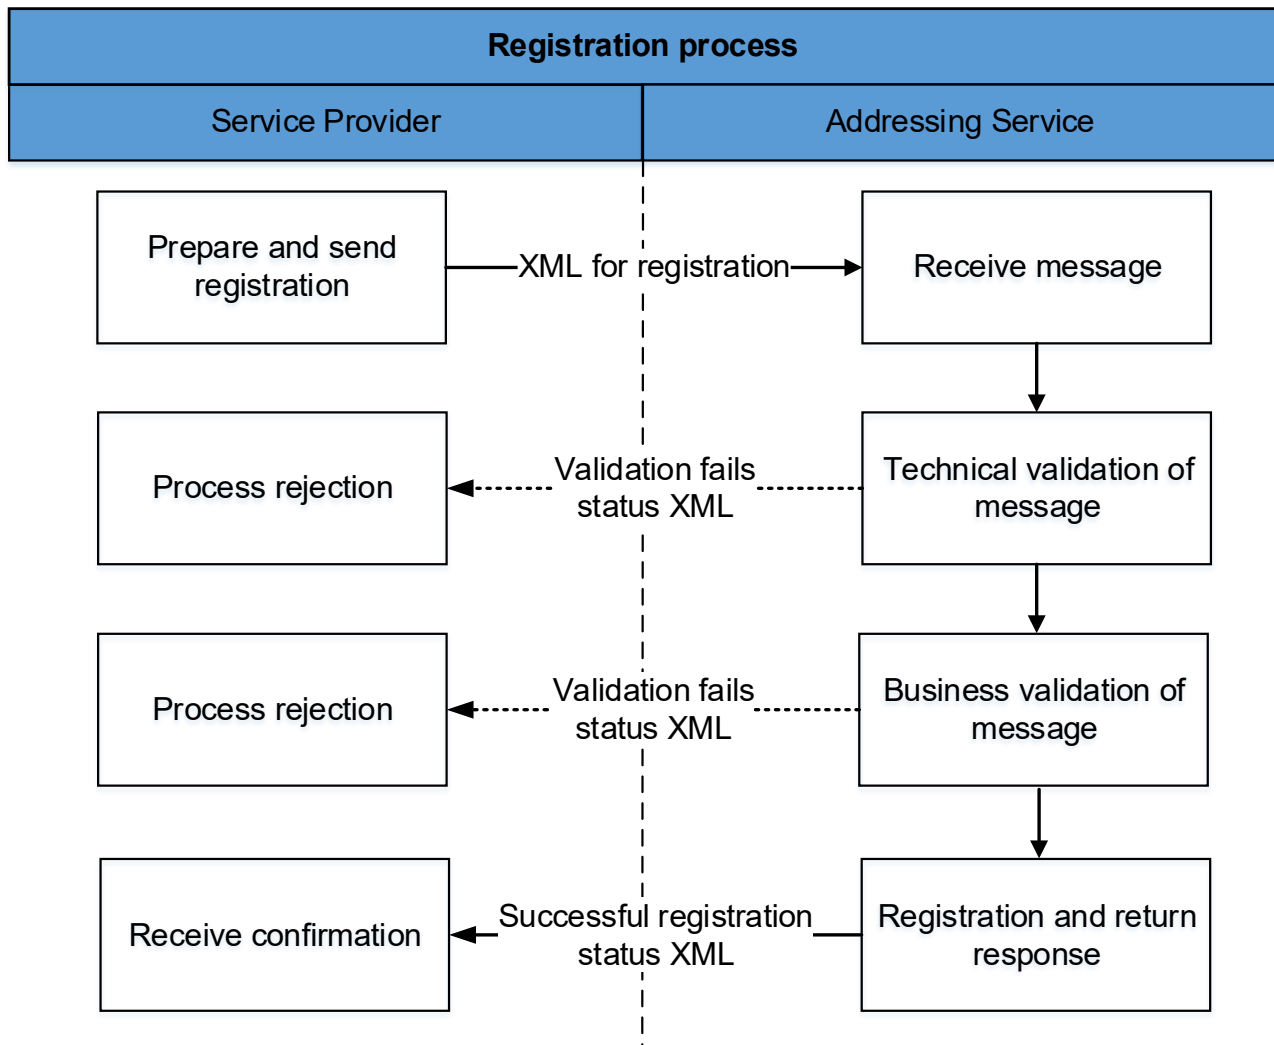 Registration process
Service Provider
Addressing Service
Prepare and send
registration
XML for registration
Receive message
Process rejection
Validation fails
status XML
Technical validation of
message
Process rejection
Validation fails
status XML
Business validation of
message
Receive confirmation
Successful registration
status XML
Registration and return
response